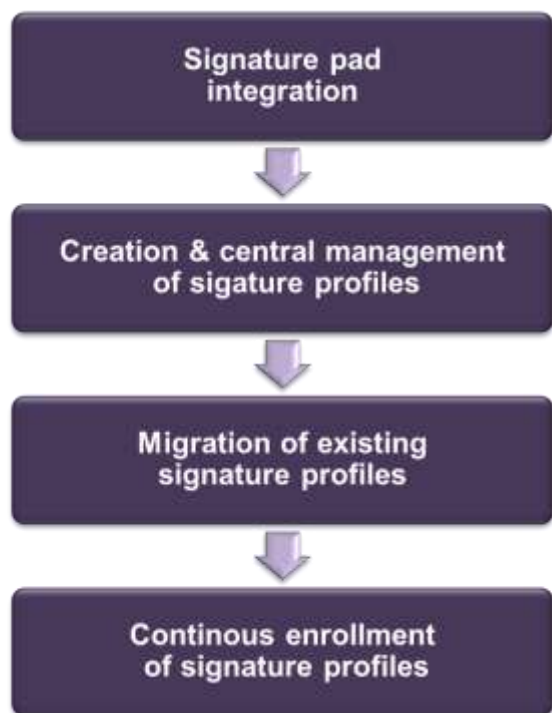 Signature pad
integration
Creation & central management
of sigature profiles
Migration of existing
signature profiles
Continous enrollment
of signature profiles